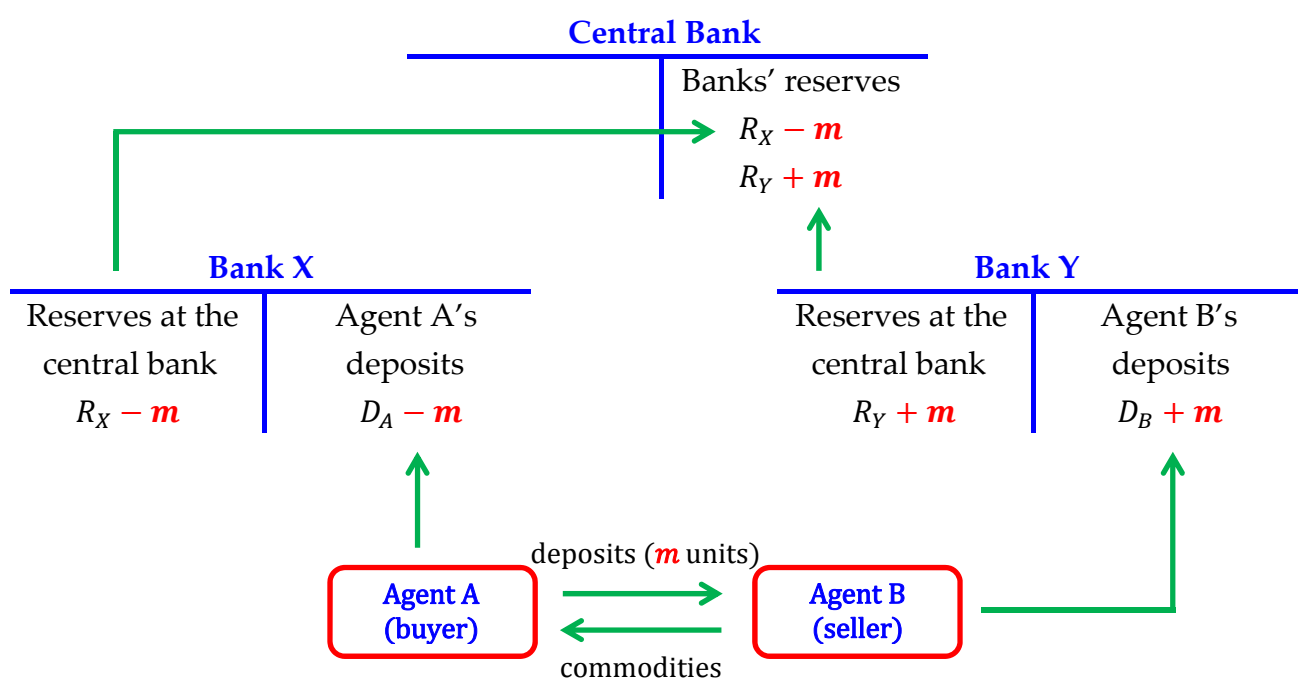 Central Bank
Banks’ reserves
R_X − m
R_Y + m
Bank X
Reserves at the
central bank
R_X − m
Agent A’s
deposits
D_A − m
Bank Y
Reserves at the
central bank
R_Y + m
Agent B’s
deposits
D_B + m
deposits (m units)
Agent A
(buyer)
Agent B
(seller)
commodities